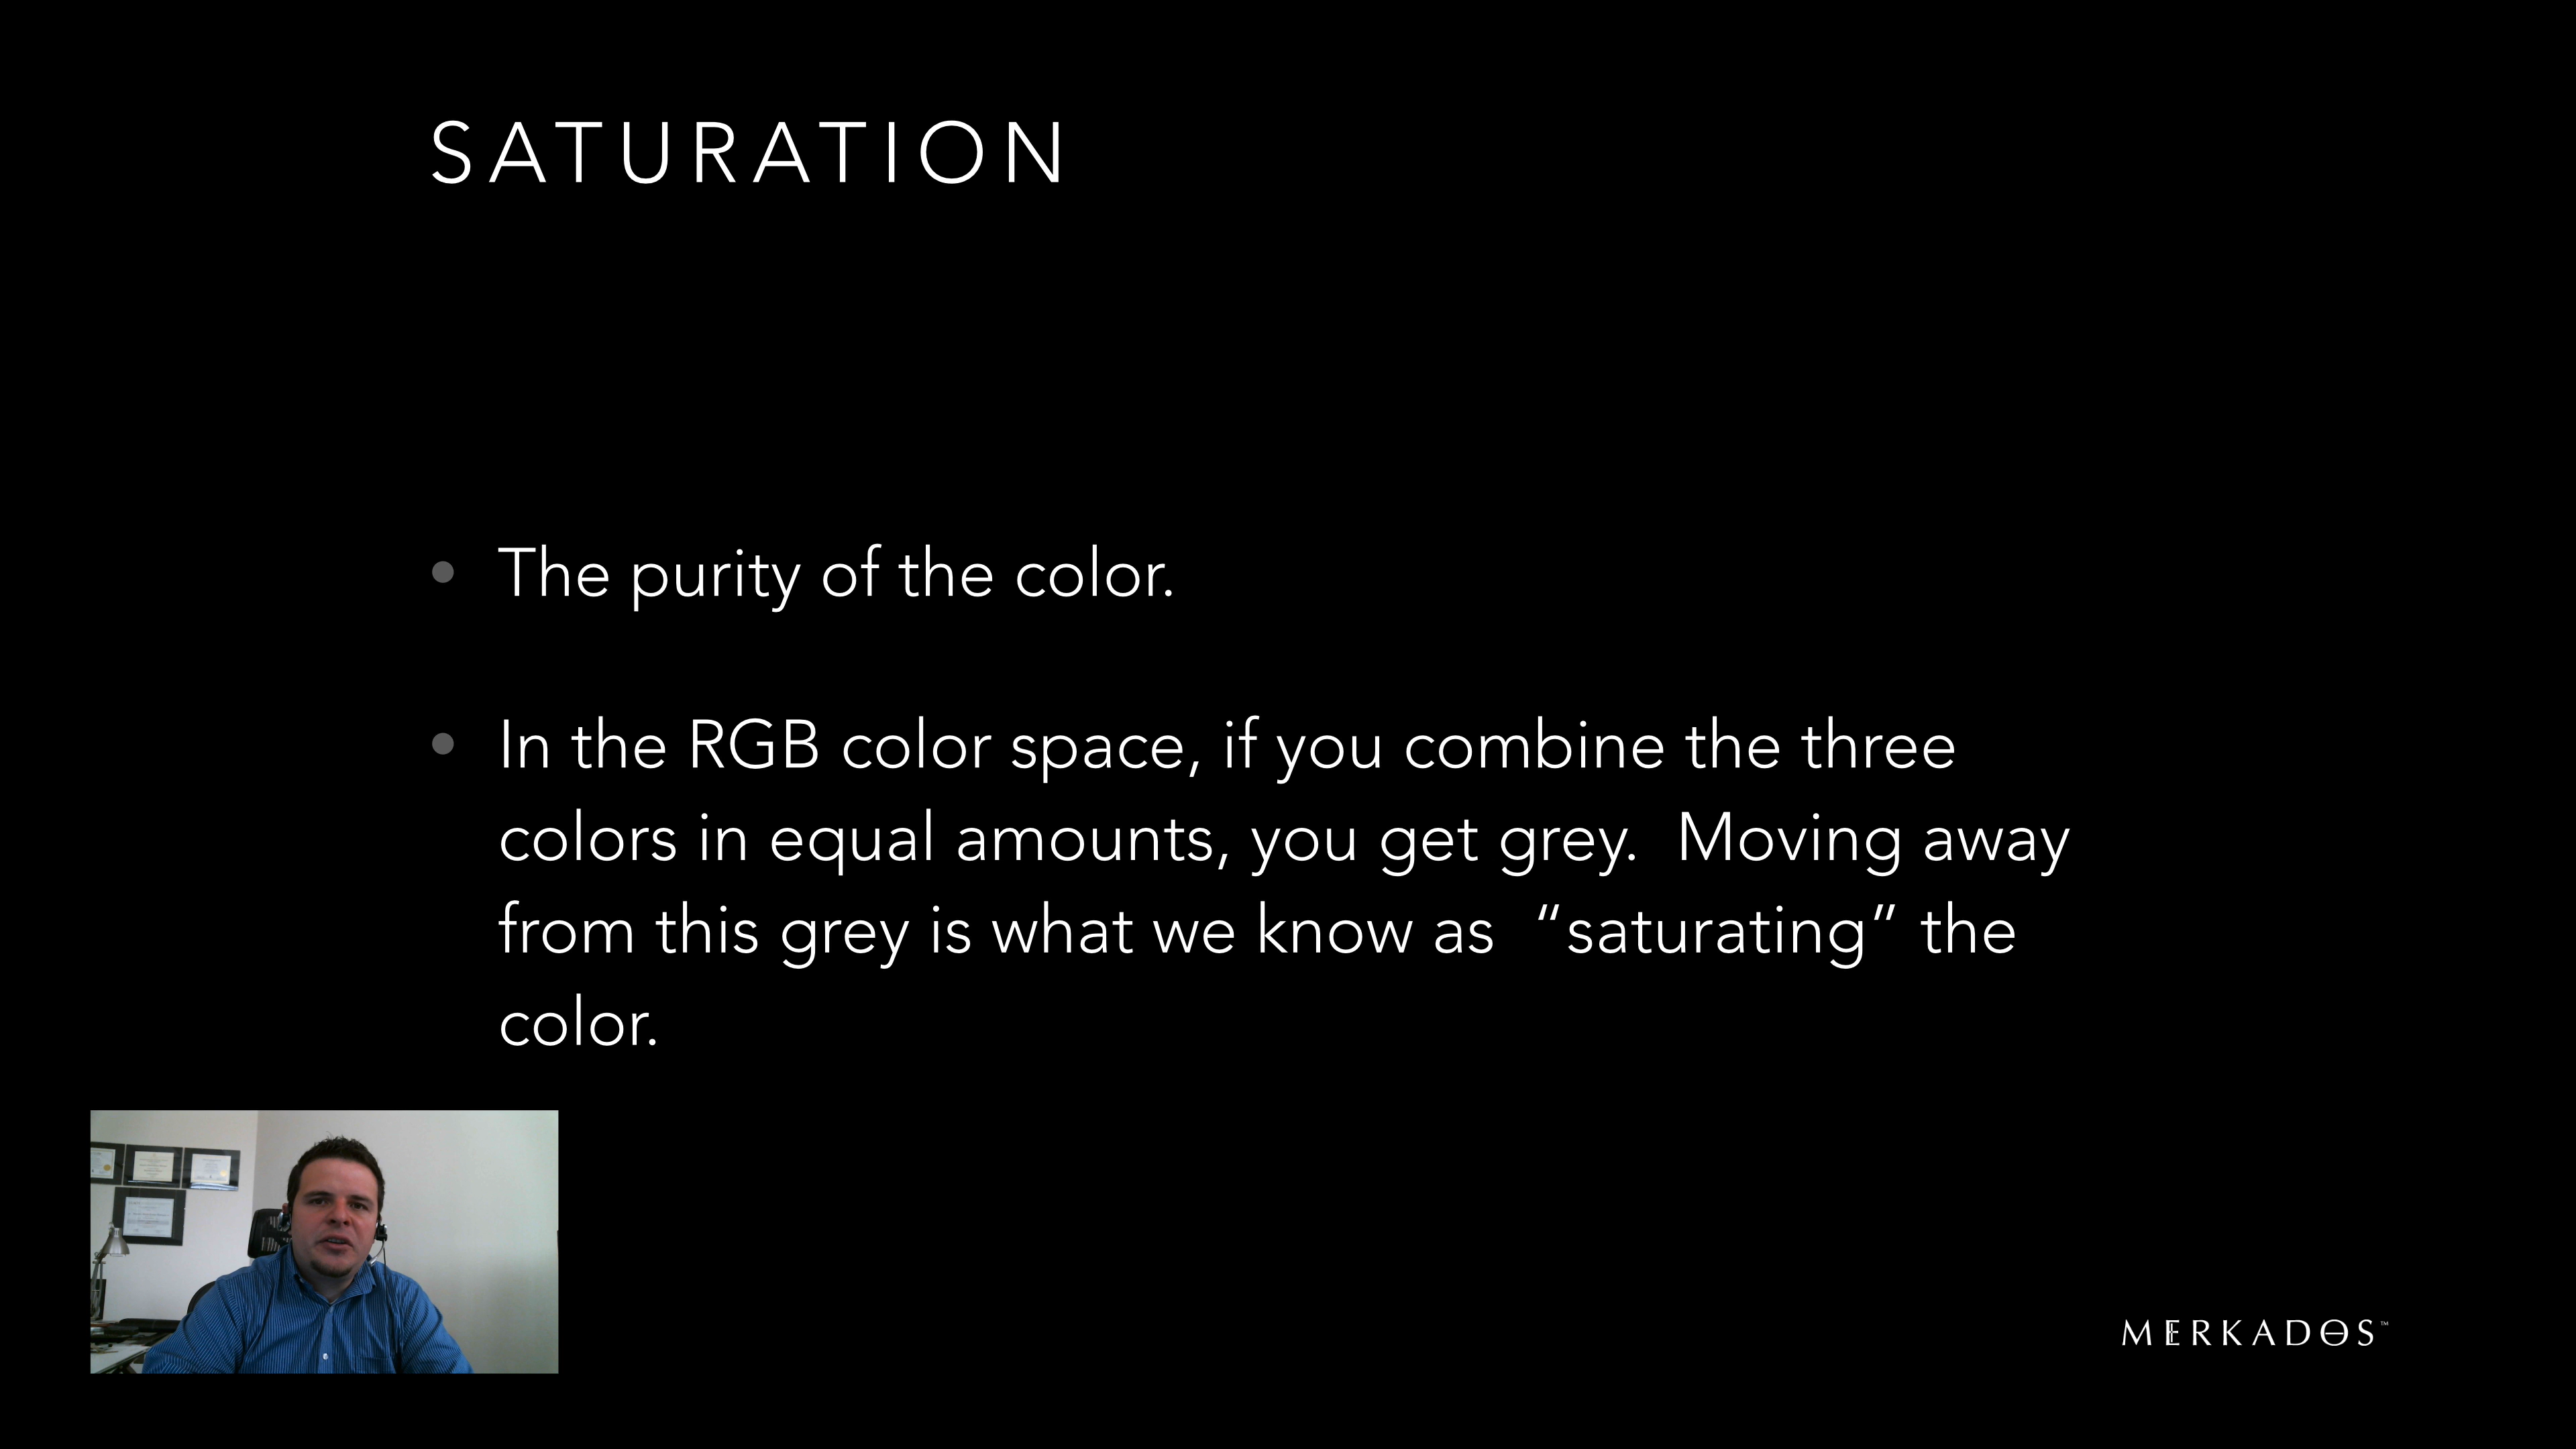 SATURATION
• The purity of the color.
• In the RGB color space, if you combine the three
colors in equal amounts, you get grey.  Moving away
from this grey is what we know as  “saturating” the
color.
MERKADOS™